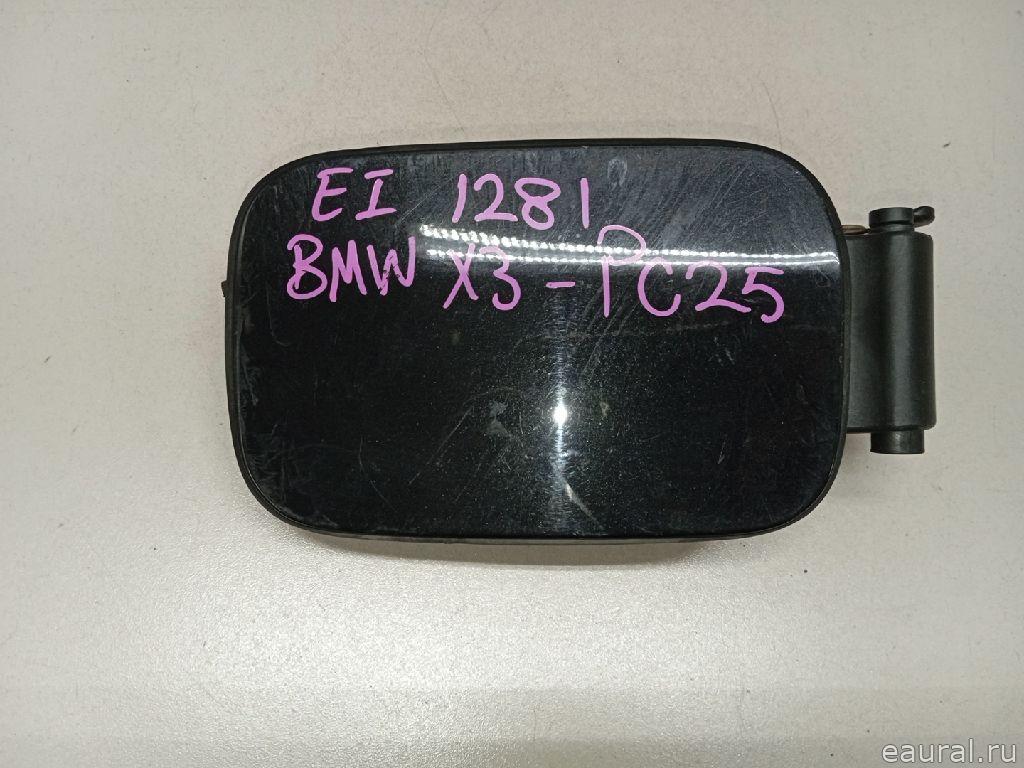 EI 1281
BMW X3 - PC25
eaural.ru